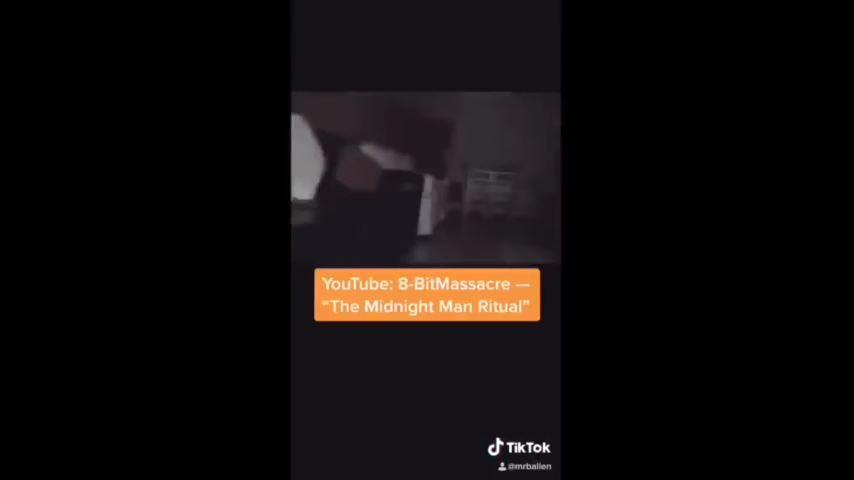 YouTube: 8-BitMassacre —
“The Midnight Man Ritual”
TikTok
@mrballen